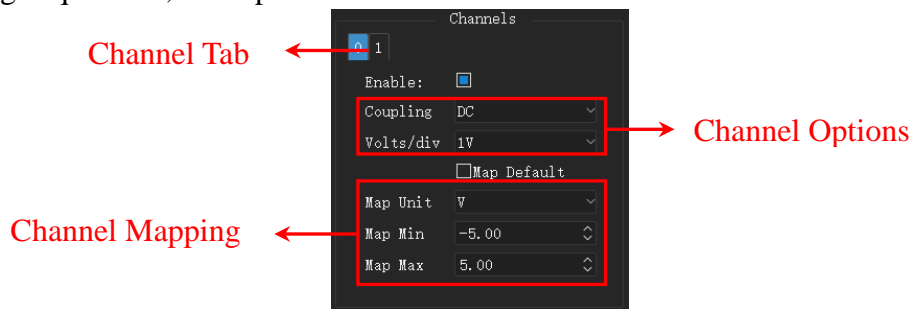 Channels
Channel Tab
0 1
Enable:
Coupling DC
Channel Options
Volts/div 1V
Map Default
Map Unit V
Channel Mapping
Map Min -5.00
Map Max 5.00